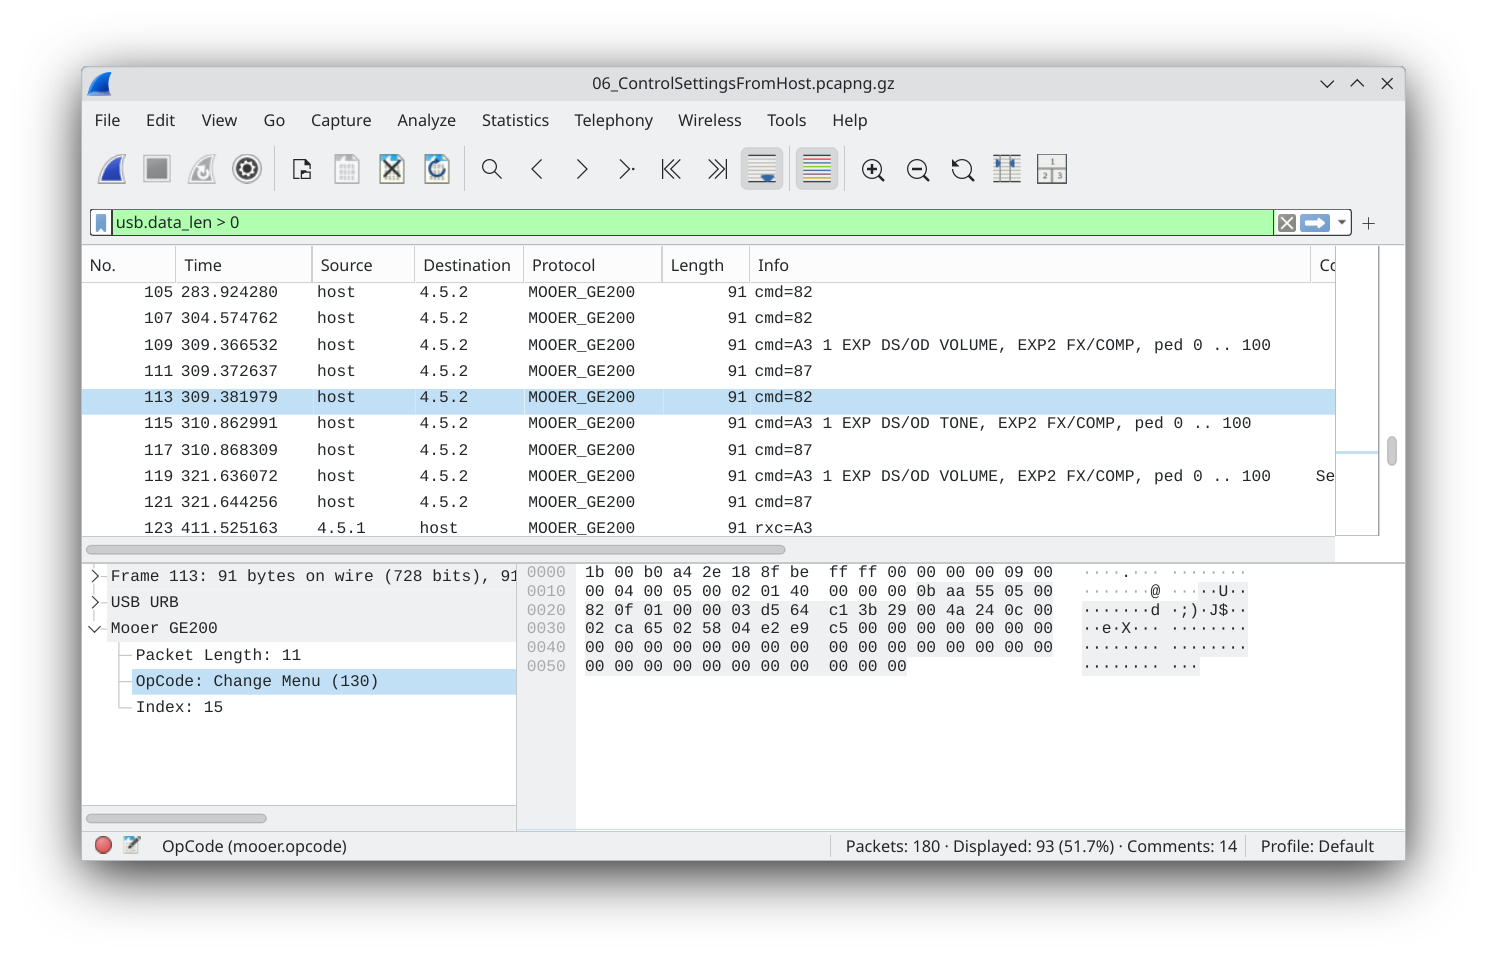 06_ControlSettingsFromHost.pcapng.gz
File Edit View Go Capture Analyze Statistics Telephony Wireless Tools Help
usb.data_len > 0
No. Time Source Destination Protocol Length Info
105 283.924280 host 4.5.2 MOOER_GE200 91 cmd=82
107 304.574762 host 4.5.2 MOOER_GE200 91 cmd=82
109 309.366532 host 4.5.2 MOOER_GE200 91 cmd=A3 1 EXP DS/OD VOLUME, EXP2 FX/COMP, ped 0 .. 100
111 309.372637 host 4.5.2 MOOER_GE200 91 cmd=87
113 309.381979 host 4.5.2 MOOER_GE200 91 cmd=82
115 310.862991 host 4.5.2 MOOER_GE200 91 cmd=A3 1 EXP DS/OD TONE, EXP2 FX/COMP, ped 0 .. 100
117 310.868309 host 4.5.2 MOOER_GE200 91 cmd=87
119 321.636072 host 4.5.2 MOOER_GE200 91 cmd=A3 1 EXP DS/OD VOLUME, EXP2 FX/COMP, ped 0 .. 100 Se
121 321.644256 host 4.5.2 MOOER_GE200 91 cmd=87
123 411.525163 4.5.1 host MOOER_GE200 91 rxc=A3
Frame 113: 91 bytes on wire (728 bits), 91
USB URB
Mooer GE200
Packet Length: 11
OpCode: Change Menu (130)
Index: 15
0000 1b 00 b0 a4 2e 18 8f be ff ff 00 00 00 00 09 00 ····.··· ········
0010 00 04 00 05 00 02 01 40 00 00 00 00 0b aa 55 05 00 ·······@ ·····U··
0020 82 0f 01 00 00 03 d5 64 c1 3b 29 00 4a 24 0c 00 ·······d ·;)·J$··
0030 02 ca 65 02 58 04 e2 e9 c5 00 00 00 00 00 00 00 ··e·X··· ········
0040 00 00 00 00 00 00 00 00 00 00 00 00 00 00 00 00 ········ ········
0050 00 00 00 00 00 00 00 00 00 00 00 ········ ···
OpCode (mooer.opcode) Packets: 180 · Displayed: 93 (51.7%) · Comments: 14 Profile: Default